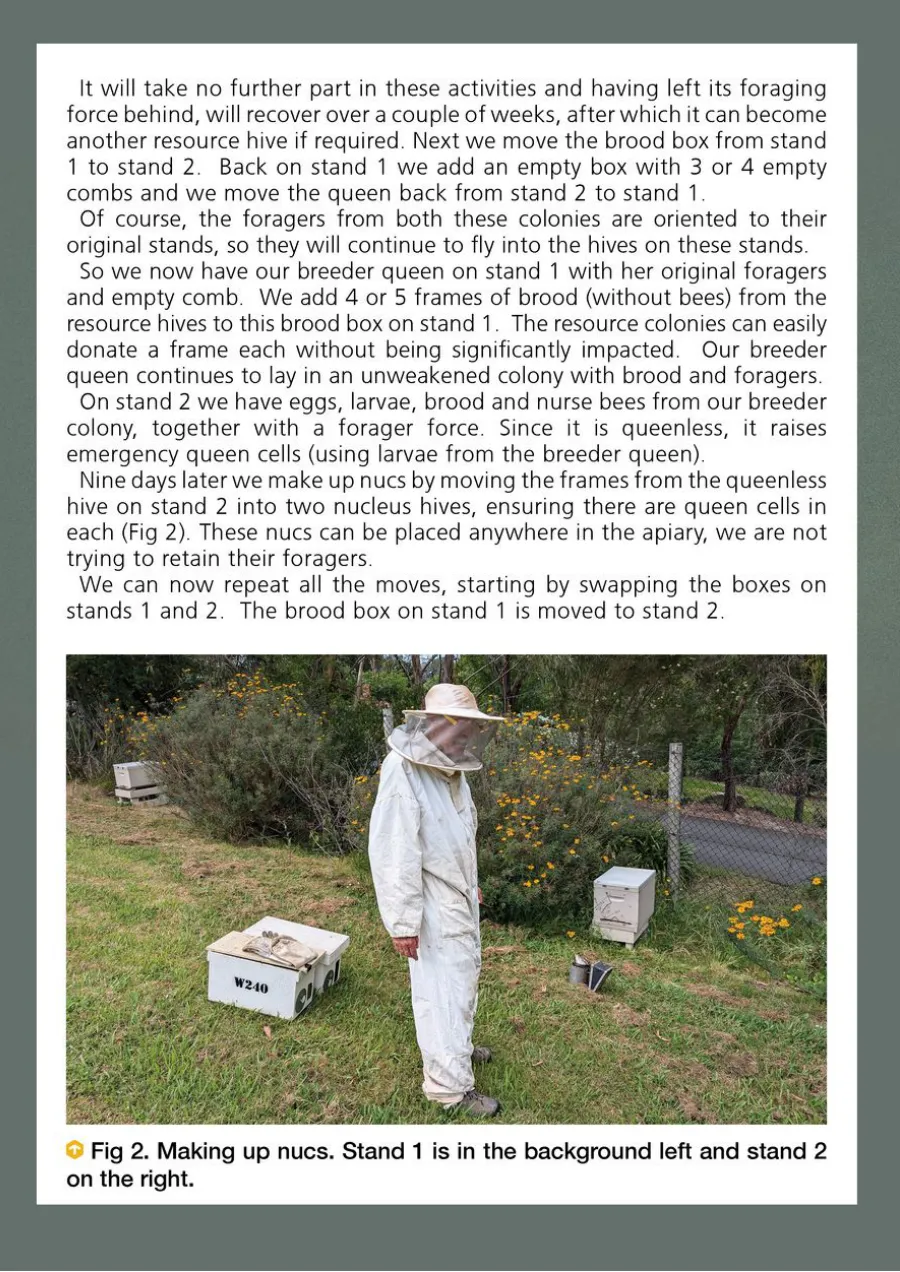 It will take no further part in these activities and having left its foraging
force behind, will recover over a couple of weeks, after which it can become
another resource hive if required. Next we move the brood box from stand
1 to stand 2.  Back on stand 1 we add an empty box with 3 or 4 empty
combs and we move the queen back from stand 2 to stand 1.
Of course, the foragers from both these colonies are oriented to their
original stands, so they will continue to fly into the hives on these stands.
So we now have our breeder queen on stand 1 with her original foragers
and empty comb.  We add 4 or 5 frames of brood (without bees) from the
resource hives to this brood box on stand 1.  The resource colonies can easily
donate a frame each without being significantly impacted.  Our breeder
queen continues to lay in an unweakened colony with brood and foragers.
On stand 2 we have eggs, larvae, brood and nurse bees from our breeder
colony, together with a forager force. Since it is queenless, it raises
emergency queen cells (using larvae from the breeder queen).
Nine days later we make up nucs by moving the frames from the queenless
hive on stand 2 into two nucleus hives, ensuring there are queen cells in
each (Fig 2). These nucs can be placed anywhere in the apiary, we are not
trying to retain their foragers.
We can now repeat all the moves, starting by swapping the boxes on
stands 1 and 2.  The brood box on stand 1 is moved to stand 2.
W240
Fig 2. Making up nucs. Stand 1 is in the background left and stand 2
on the right.